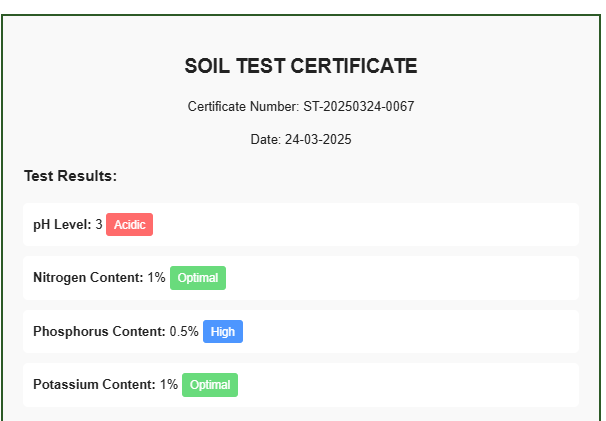 SOIL TEST CERTIFICATE
Certificate Number: ST-20250324-0067
Date: 24-03-2025
Test Results:
pH Level: 3 Acidic
Nitrogen Content: 1% Optimal
Phosphorus Content: 0.5% High
Potassium Content: 1% Optimal